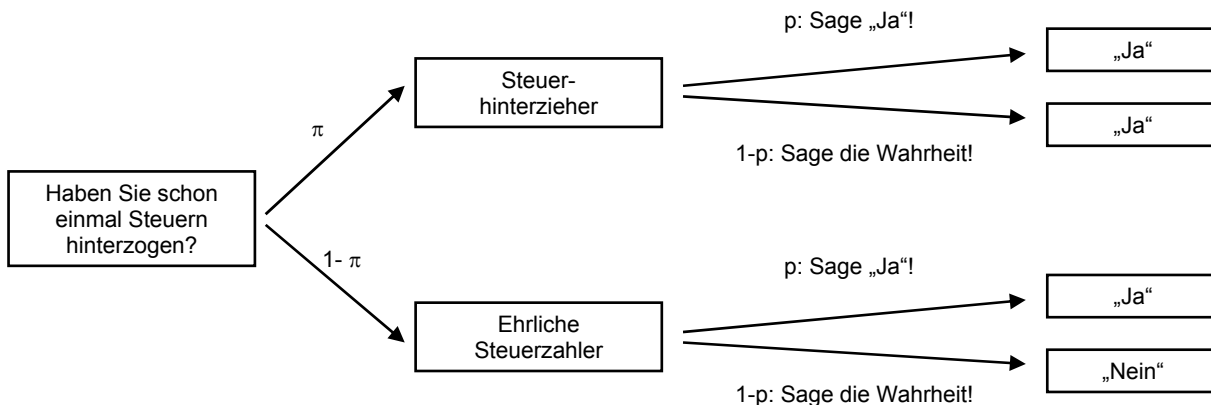 p: Sage „Ja“!
„Ja“
Steuer-
hinterzieher
„Ja“
π
1-p: Sage die Wahrheit!
Haben Sie schon
einmal Steuern
hinterzogen?
1- π
p: Sage „Ja“!
„Ja“
Ehrliche
Steuerzahler
„Nein“
1-p: Sage die Wahrheit!